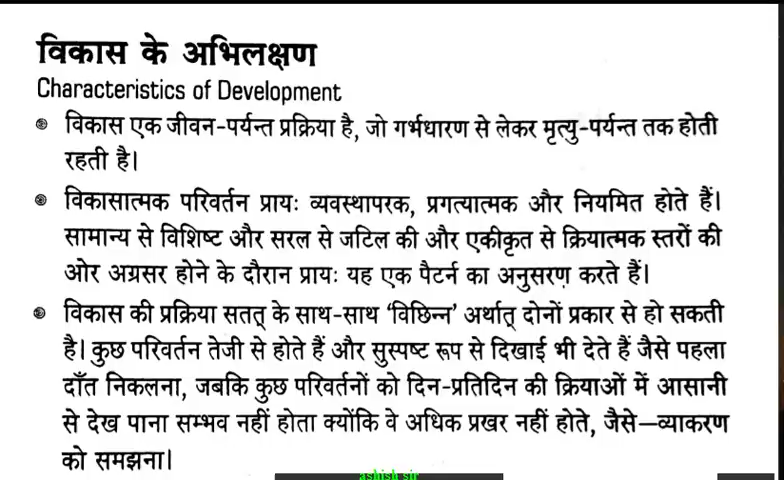 विकास के अभिलक्षण
Characteristics of Development
विकास एक जीवन-पर्यन्त प्रक्रिया है, जो गर्भधारण से लेकर मृत्यु-पर्यन्त तक होती
रहती है।
विकासात्मक परिवर्तन प्रायः व्यवस्थापरक, प्रगत्यात्मक और नियमित होते हैं।
सामान्य से विशिष्ट और सरल से जटिल की और एकीकृत से क्रियात्मक स्तरों की
ओर अग्रसर होने के दौरान प्रायः यह एक पैटर्न का अनुसरण करते हैं।
विकास की प्रक्रिया सतत् के साथ-साथ ‘विछिन्न’ अर्थात् दोनों प्रकार से हो सकती
है। कुछ परिवर्तन तेजी से होते हैं और सुस्पष्ट रूप से दिखाई भी देते हैं जैसे पहला
दाँत निकलना, जबकि कुछ परिवर्तनों को दिन-प्रतिदिन की क्रियाओं में आसानी
से देख पाना सम्भव नहीं होता क्योंकि वे अधिक प्रखर नहीं होते, जैसे—व्याकरण
को समझना।
ashish sir